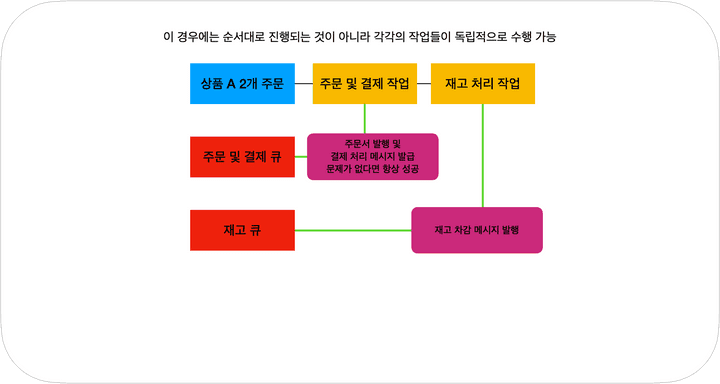 이 경우에는 순서대로 진행되는 것이 아니라 각각의 작업들이 독립적으로 수행 가능
상품 A 2개 주문
주문 및 결제 작업
재고 처리 작업
주문 및 결제 큐
주문서 발행 및
결제 처리 메시지 발급
문제가 없다면 항상 성공
재고 큐
재고 차감 메시지 발행